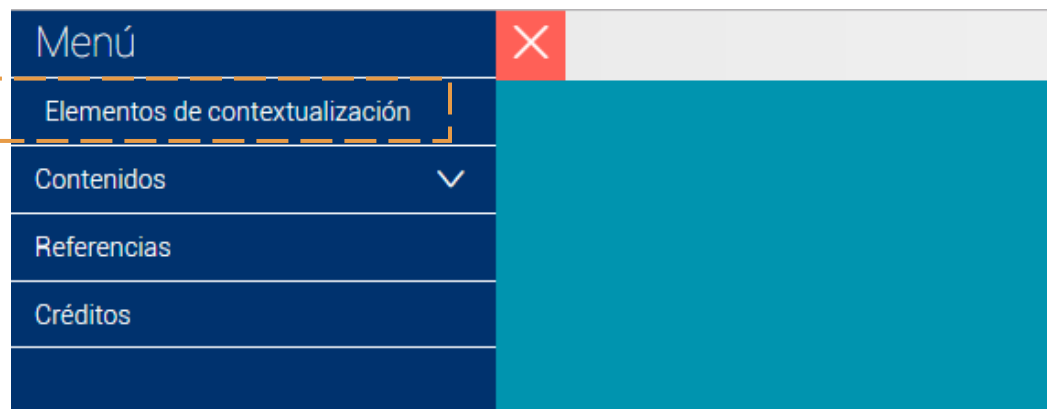 Menú
Elementos de contextualización
Contenidos
Referencias
Créditos